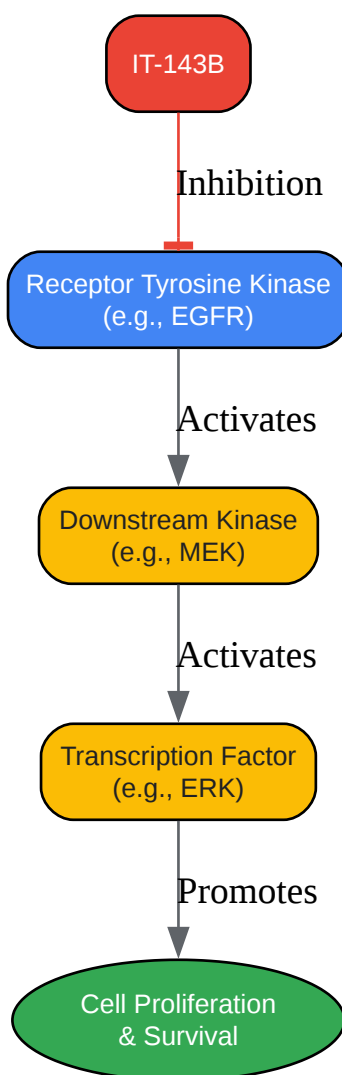 IT-143B
Inhibition
Receptor Tyrosine Kinase
(e.g., EGFR)
Activates
Downstream Kinase
(e.g., MEK)
Activates
Transcription Factor
(e.g., ERK)
Promotes
Cell Proliferation
& Survival